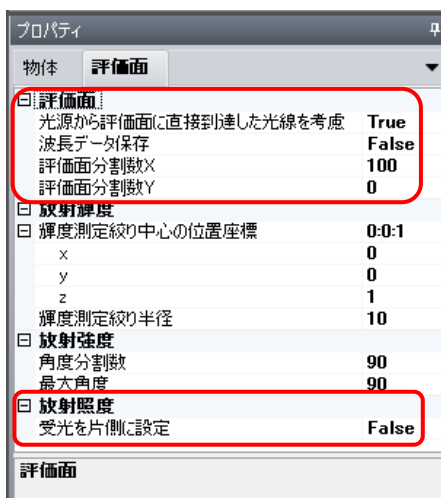 プロパティ
物体 評価面
評価面
光源から評価面に直接到達した光線を考慮 True
波長データ保存 False
評価面分割数X 100
評価面分割数Y 0
放射輝度
輝度測定絞り中心の位置座標 0:0:1
x 0
y 0
z 1
輝度測定絞り半径 10
放射強度
角度分割数 90
最大角度 90
放射照度
受光を片側に設定 False
評価面